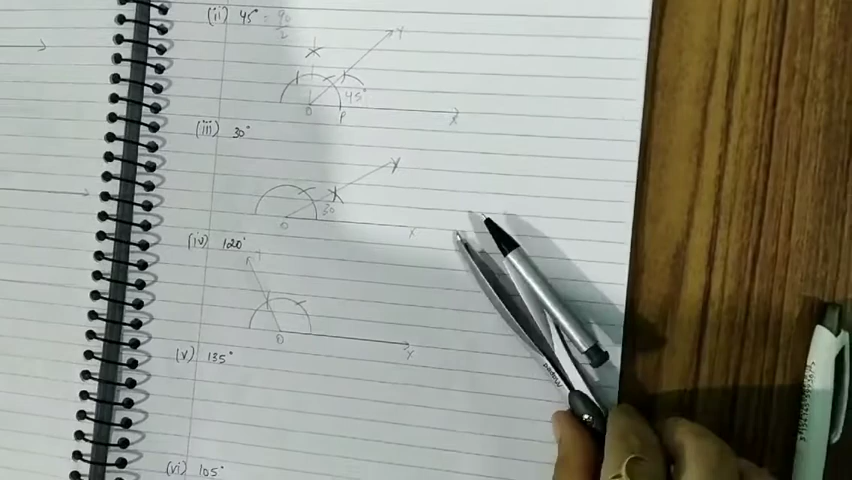 (ii) 45° = 90/2
Y
45°
O P X
(iii) 30°
Y
30
O X
(iv) 120°
O X
(v) 135°
(vi) 105°